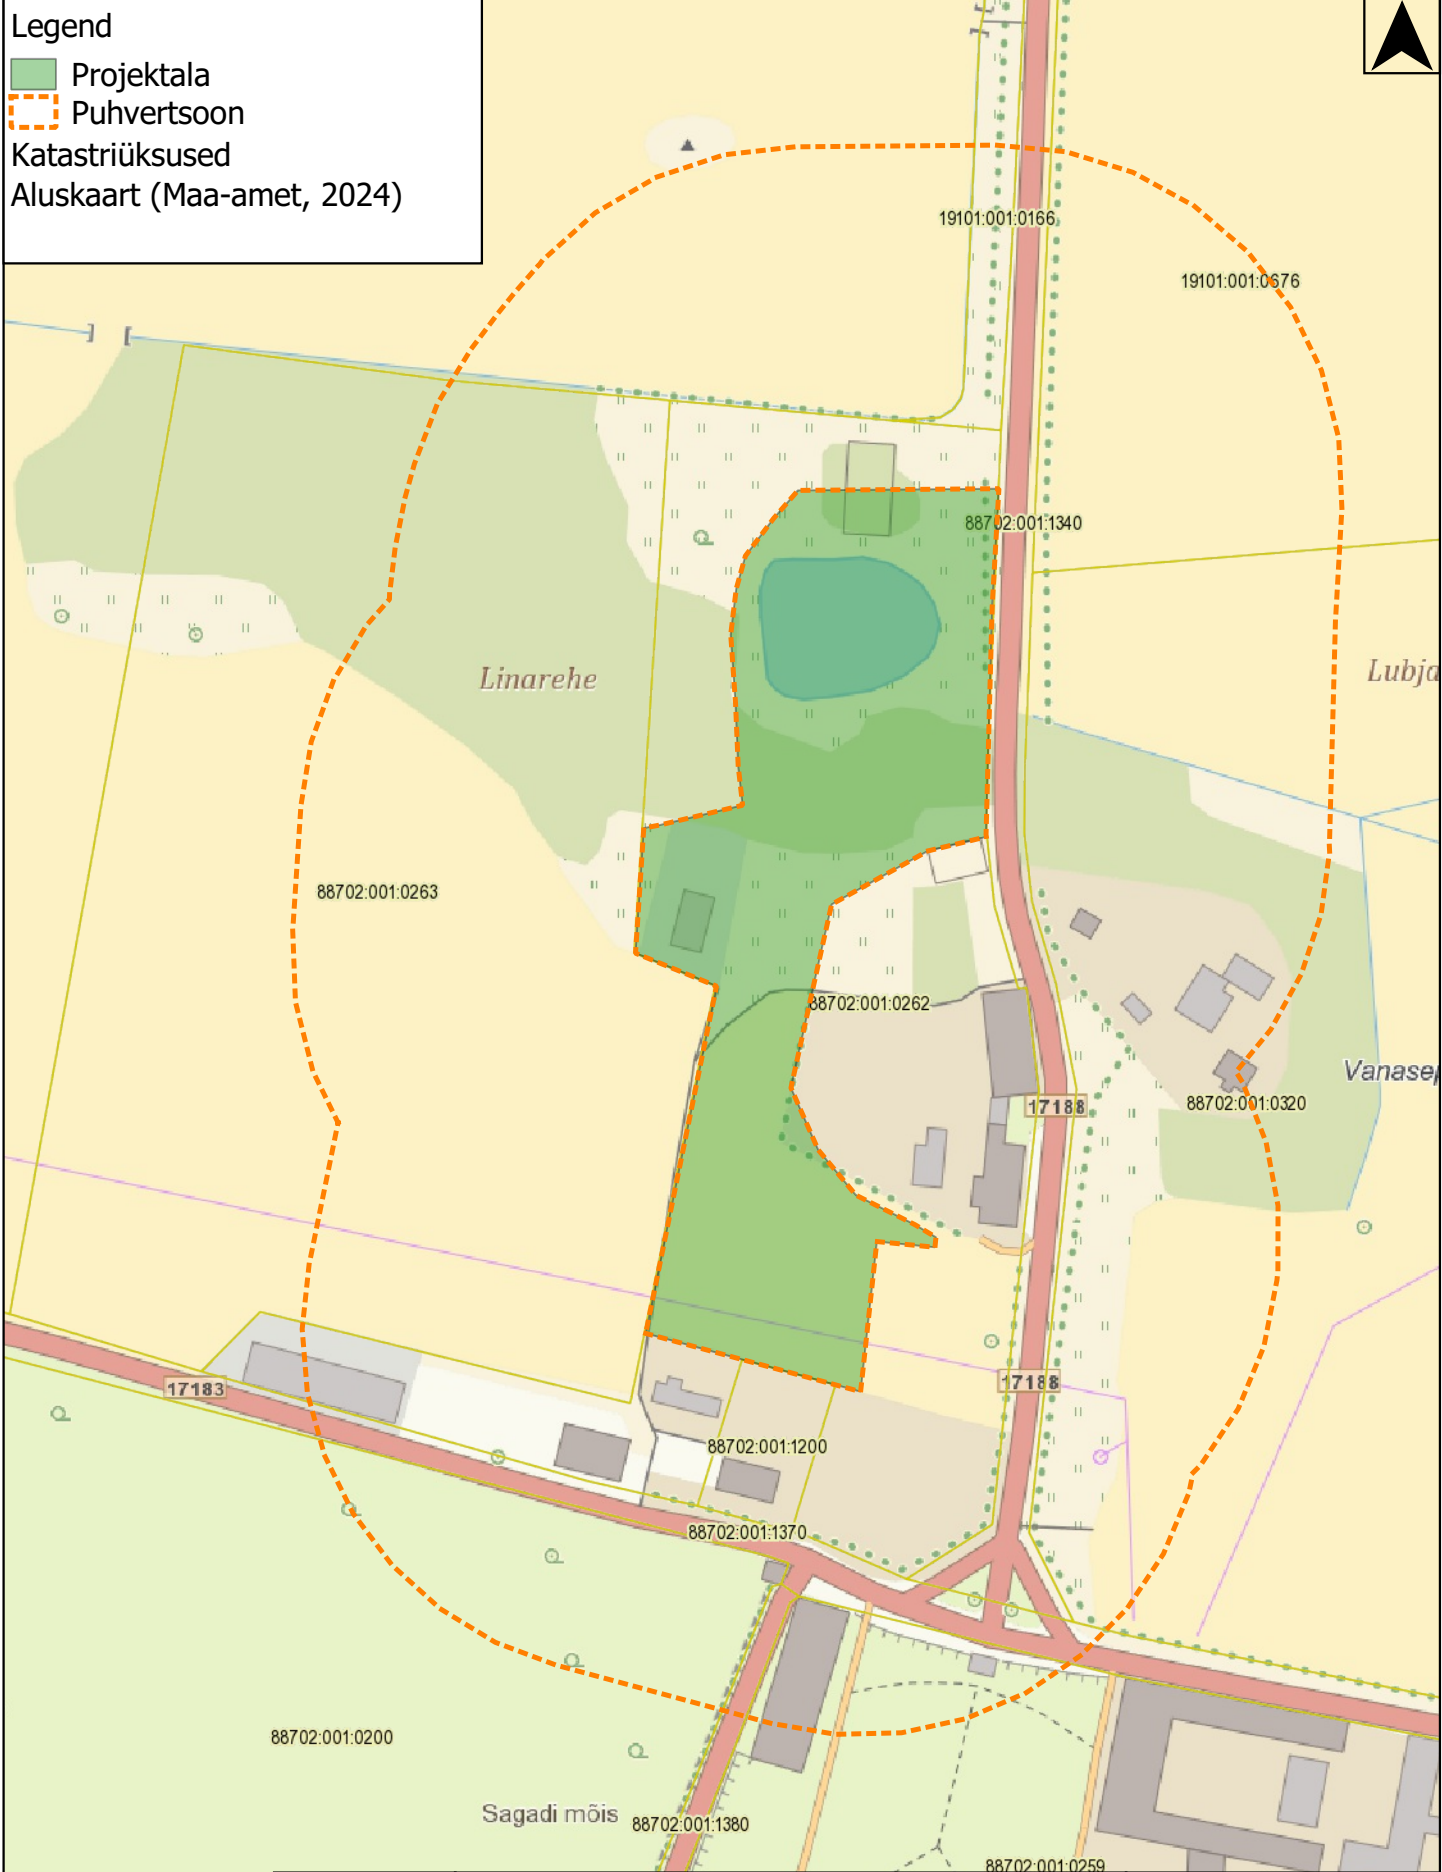 Legend
Projektala
Puhvertsoon
Katastriüksused
Aluskaart (Maa-amet, 2024)
19101:001:0166
19101:001:0676
88702:001:1340
Linarehe
Lubja
88702:001:0263
88702:001:0262
Vanasep
88702:001:0320
17188
17183
17188
88702:001:1200
88702:001:1370
88702:001:0200
Sagadi mõis
88702:001:1380
88702:001:0259